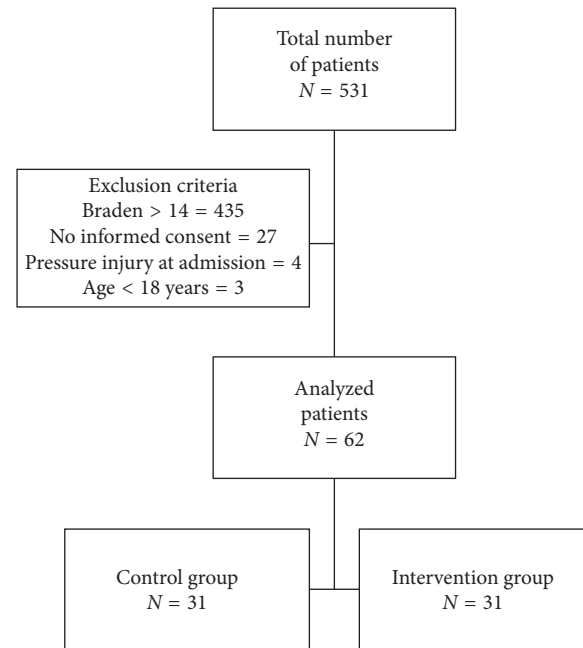 Total number
of patients
N = 531
Exclusion criteria
Braden > 14 = 435
No informed consent = 27
Pressure injury at admission = 4
Age < 18 years = 3
Analyzed
patients
N = 62
Control group
N = 31
Intervention group
N = 31